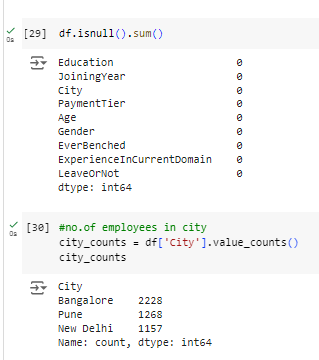 [29] df.isnull().sum()
0s
Education 0
JoiningYear 0
City 0
PaymentTier 0
Age 0
Gender 0
EverBenched 0
ExperienceInCurrentDomain 0
LeaveOrNot 0
dtype: int64
[30] #no.of employees in city
0s
city_counts = df['City'].value_counts()
city_counts
City
Bangalore 2228
Pune 1268
New Delhi 1157
Name: count, dtype: int64